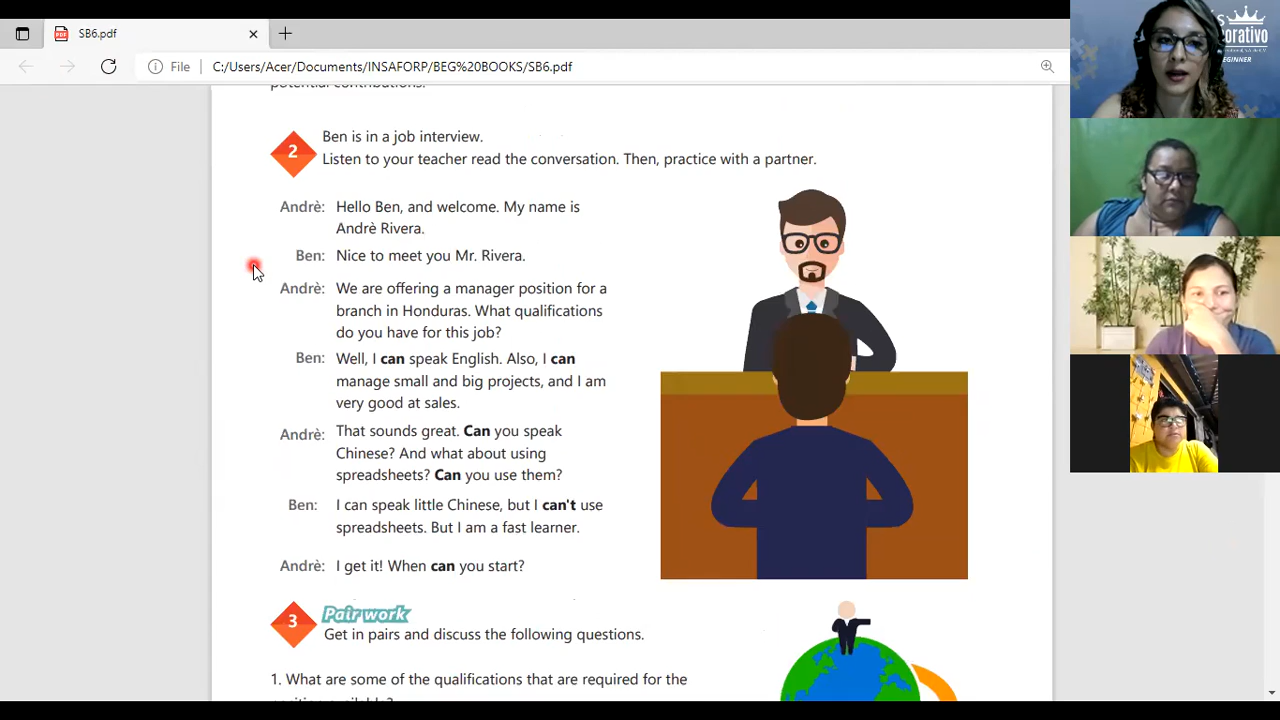 SB6.pdf
File C:/Users/Acer/Documents/INSAFORP/BEG%20BOOKS/SB6.pdf
potential contributions.
2
Ben is in a job interview.
Listen to your teacher read the conversation. Then, practice with a partner.
Andrè: Hello Ben, and welcome. My name is
Andrè Rivera.
Ben: Nice to meet you Mr. Rivera.
Andrè: We are offering a manager position for a
branch in Honduras. What qualifications
do you have for this job?
Ben: Well, I can speak English. Also, I can
manage small and big projects, and I am
very good at sales.
Andrè: That sounds great. Can you speak
Chinese? And what about using
spreadsheets? Can you use them?
Ben: I can speak little Chinese, but I can't use
spreadsheets. But I am a fast learner.
Andrè: I get it! When can you start?
3 Pair work
Get in pairs and discuss the following questions.
1. What are some of the qualifications that are required for the
orativo